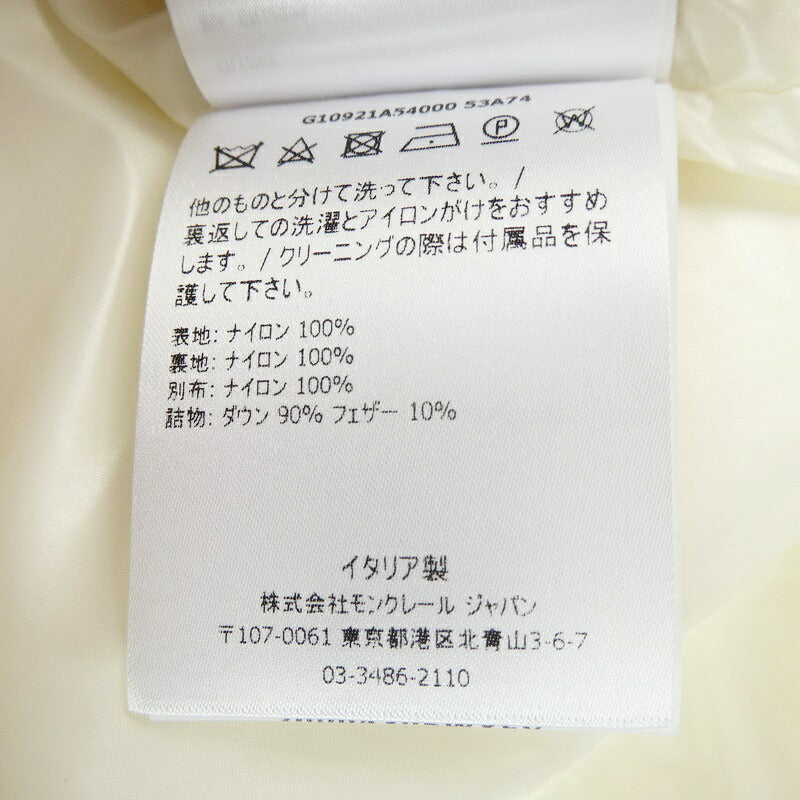 G10921A54000 53A74
P
W
他のものと分けて洗って下さい。/
裏返しての洗濯とアイロンがけをおすすめ
します。/ クリーニングの際は付属品を保
護して下さい。
表地: ナイロン 100%
裏地: ナイロン 100%
別布: ナイロン 100%
詰物: ダウン 90% フェザー 10%
イタリア製
株式会社モンクレール ジャパン
〒107-0061 東京都港区北青山3-6-7
03-3486-2110